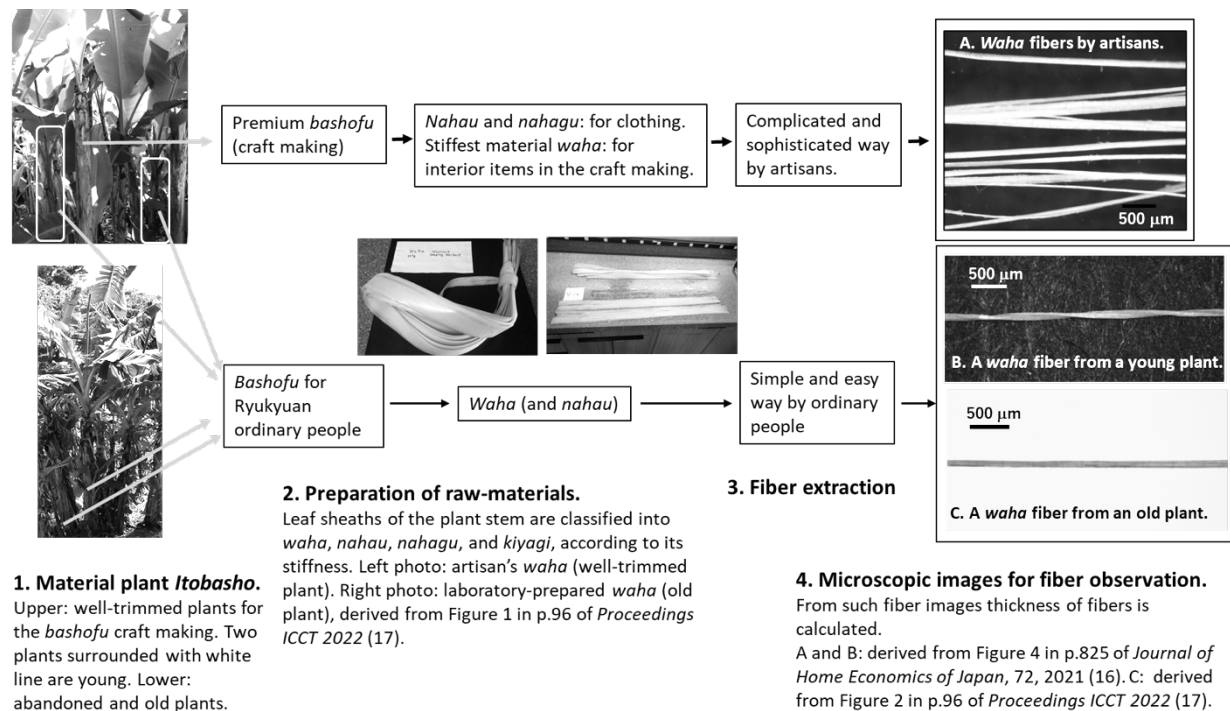 Premium bashofu
(craft making)
Nahau and nahagu: for clothing.
Stiffest material waha: for
interior items in the craft making.
Complicated and
sophisticated way
by artisans.
A. Waha fibers by artisans.
500 μm
Bashofu for
Ryukyuan
ordinary people
Waha (and nahau)
Simple and easy
way by ordinary
people
500 μm
B. A waha fiber from a young plant.
500 μm
C. A waha fiber from an old plant.
1. Material plant Itobasho.
Upper: well-trimmed plants for
the bashofu craft making. Two
plants surrounded with white
line are young. Lower:
abandoned and old plants.
2. Preparation of raw-materials.
Leaf sheaths of the plant stem are classified into
waha, nahau, nahagu, and kiyagi, according to its
stiffness. Left photo: artisan's waha (well-trimmed
plant). Right photo: laboratory-prepared waha (old
plant), derived from Figure 1 in p.96 of Proceedings
ICCT 2022 (17).
3. Fiber extraction
4. Microscopic images for fiber observation.
From such fiber images thickness of fibers is
calculated.
A and B: derived from Figure 4 in p.825 of Journal of
Home Economics of Japan, 72, 2021 (16). C: derived
from Figure 2 in p.96 of Proceedings ICCT 2022 (17).